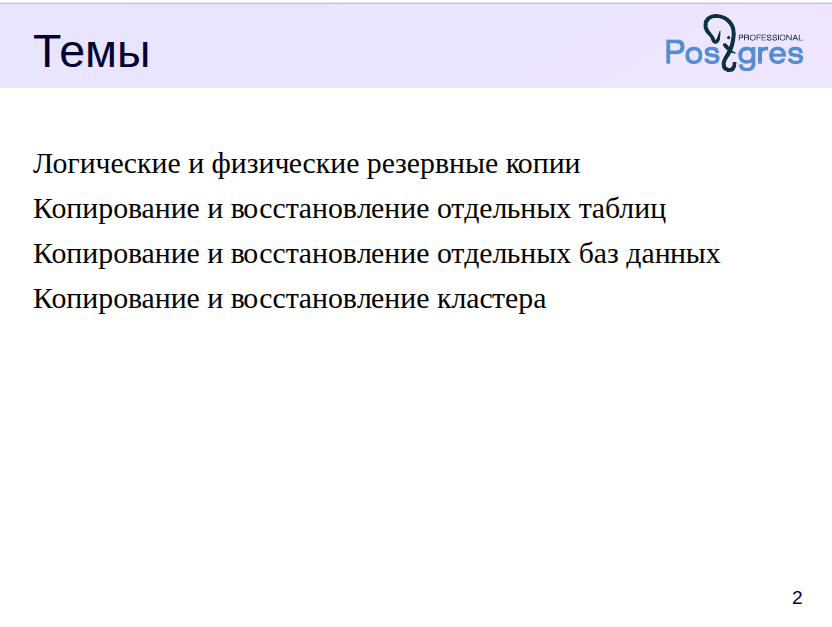 Темы
PROFESSIONAL
Postgres
Логические и физические резервные копии
Копирование и восстановление отдельных таблиц
Копирование и восстановление отдельных баз данных
Копирование и восстановление кластера
2